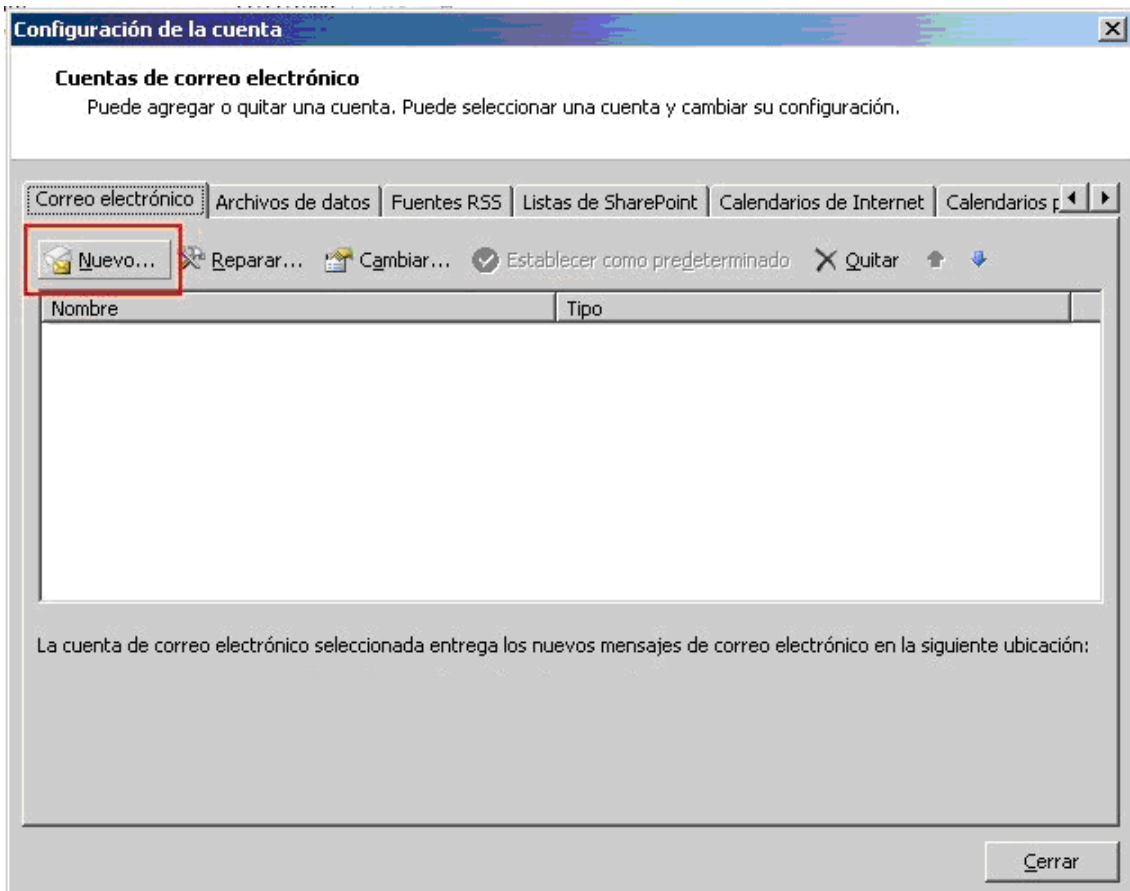 Configuración de la cuenta
Cuentas de correo electrónico
Puede agregar o quitar una cuenta. Puede seleccionar una cuenta y cambiar su configuración.
Correo electrónico Archivos de datos Fuentes RSS Listas de SharePoint Calendarios de Internet Calendarios
Nuevo... Reparar... Cambiar... Establecer como predeterminado Quitar
Nombre Tipo
La cuenta de correo electrónico seleccionada entrega los nuevos mensajes de correo electrónico en la siguiente ubicación:
Cerrar